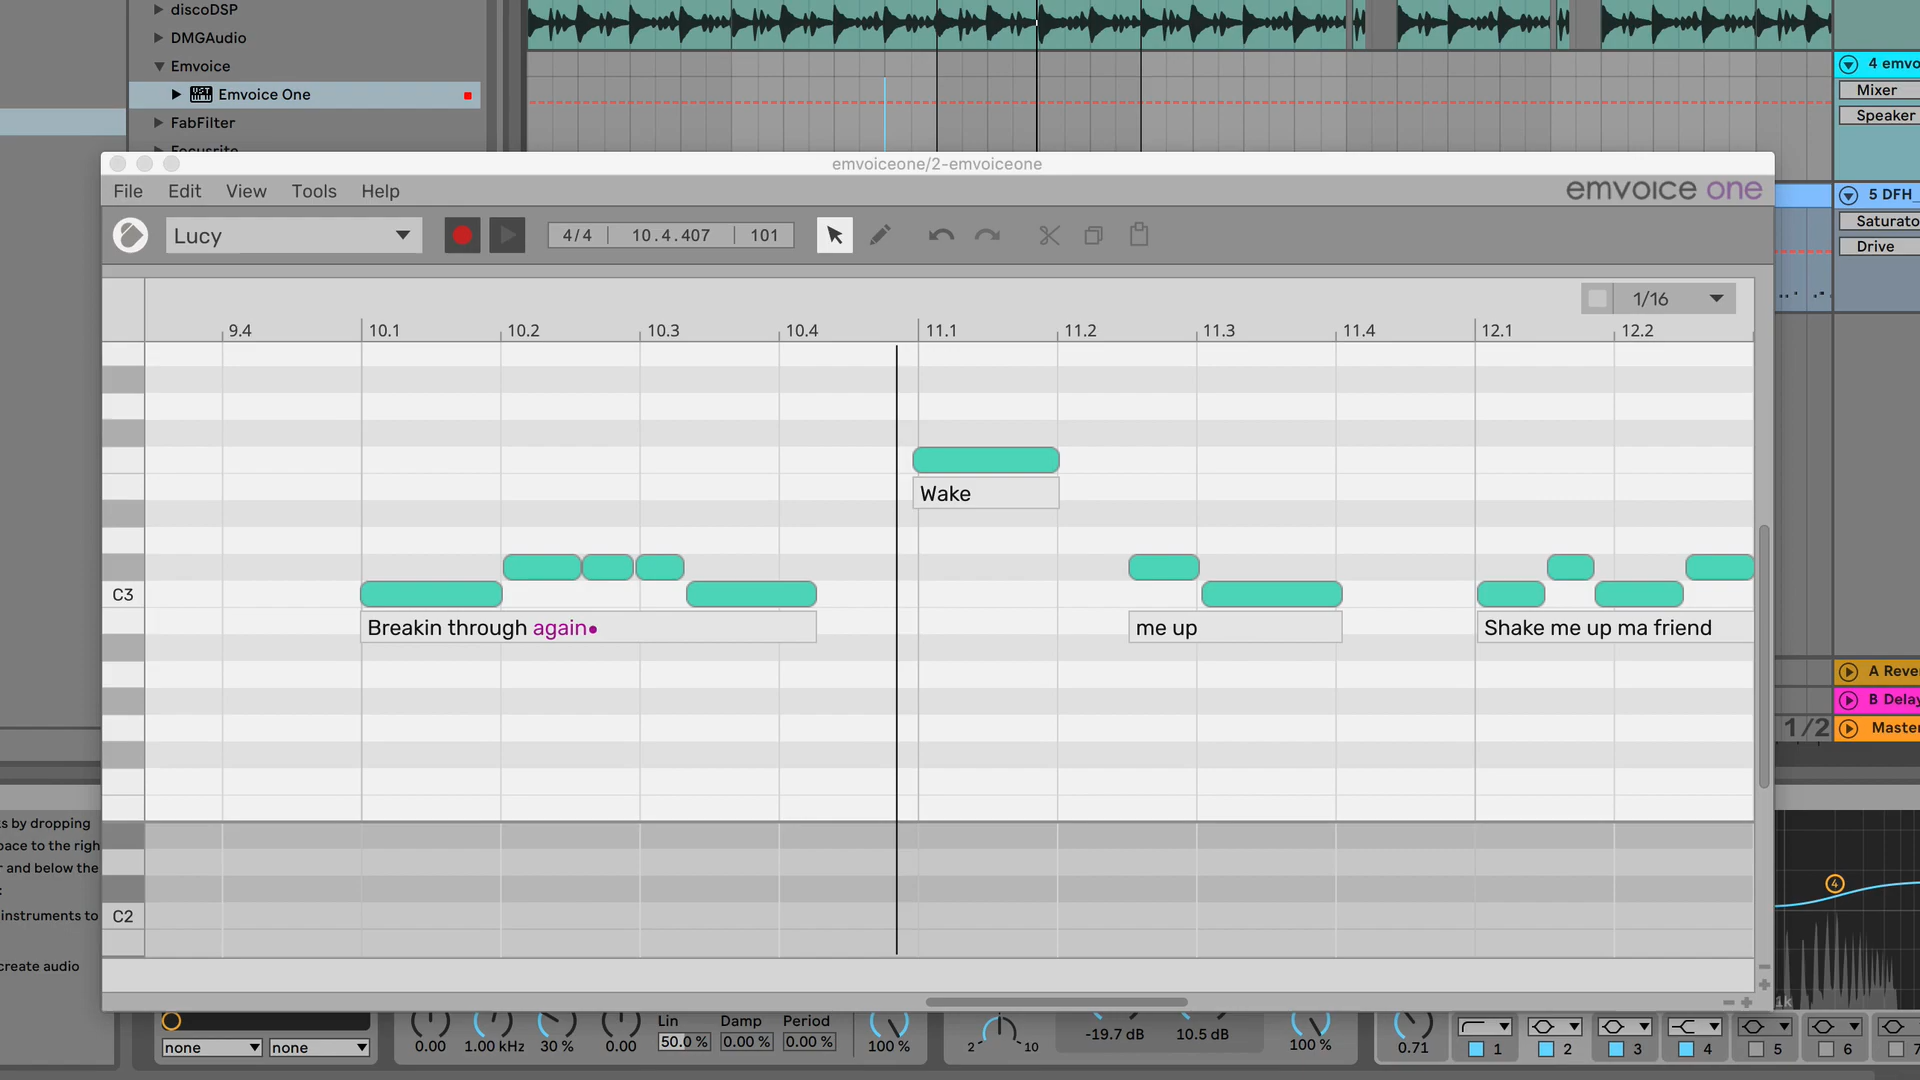 discoDSP
DMGAudio
Emvoice
Emvoice One
FabFilter
Focusrite
4 emvo
Mixer
Speaker
5 DFH_
Saturato
Drive
emvoiceone/2-emvoiceone
File Edit View Tools Help
emvoice one
Lucy
4/4 10.4.407 101
1/16
9.4 10.1 10.2 10.3 10.4 11.1 11.2 11.3 11.4 12.1 12.2
Wake
C3
Breakin through again•
me up
Shake me up ma friend
C2
A Reve
B Delay
1/2
Master
s by dropping
pace to the righ
r and below the
:
instruments to
create audio
4
1k
none none
0.00 1.00 kHz 30 % 0.00
Lin Damp Period
50.0 % 0.00 % 0.00 %
100 %
2 10
-19.7 dB 10.5 dB
100 %
0.71
1 2 3 4 5 6 7